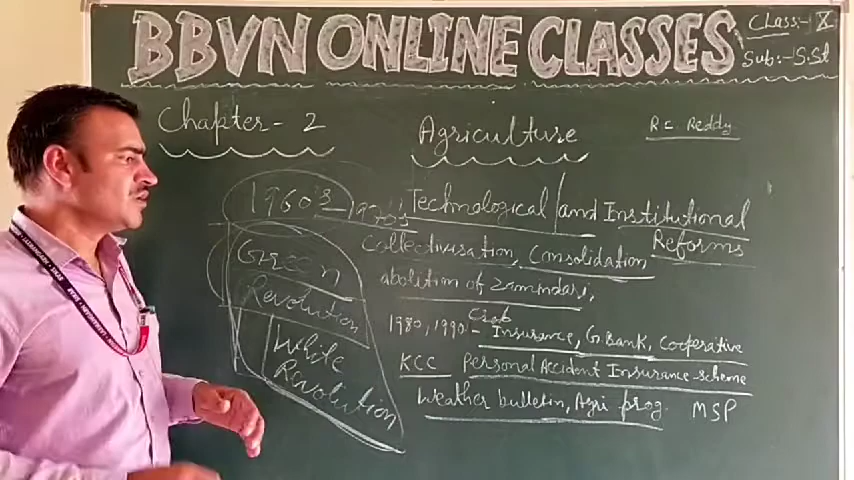 BBVN ONLINE CLASSES
Class:- X
Sub:- S.St
Chapter - 2
Agriculture
R.C. Reddy
1960's - 1970's
Green
Revolution
White
Revolution
Technological and Institutional
Reforms
Collectivisation, Consolidation
abolition of Zamindari,
1980, 1990 - Crop Insurance, G. Bank, Cooperative
KCC Personal Accident Insurance scheme
Weather bulletin, Agri prog. MSP